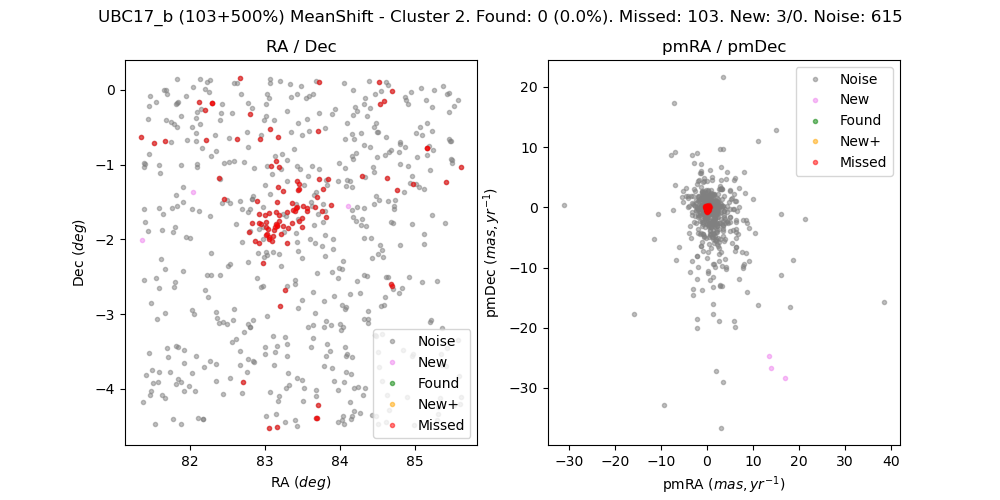 UBC17_b (103+500%) MeanShift - Cluster 2. Found: 0 (0.0%). Missed: 103. New: 3/0. Noise: 615
RA / Dec
pmRA / pmDec
0
−1
−2
−3
−4
Dec (deg)
82
83
84
85
RA (deg)
Noise
New
Found
New+
Missed
20
10
0
−10
−20
−30
pmDec (mas, yr⁻¹)
−30
−20
−10
0
10
20
30
40
pmRA (mas, yr⁻¹)
Noise
New
Found
New+
Missed